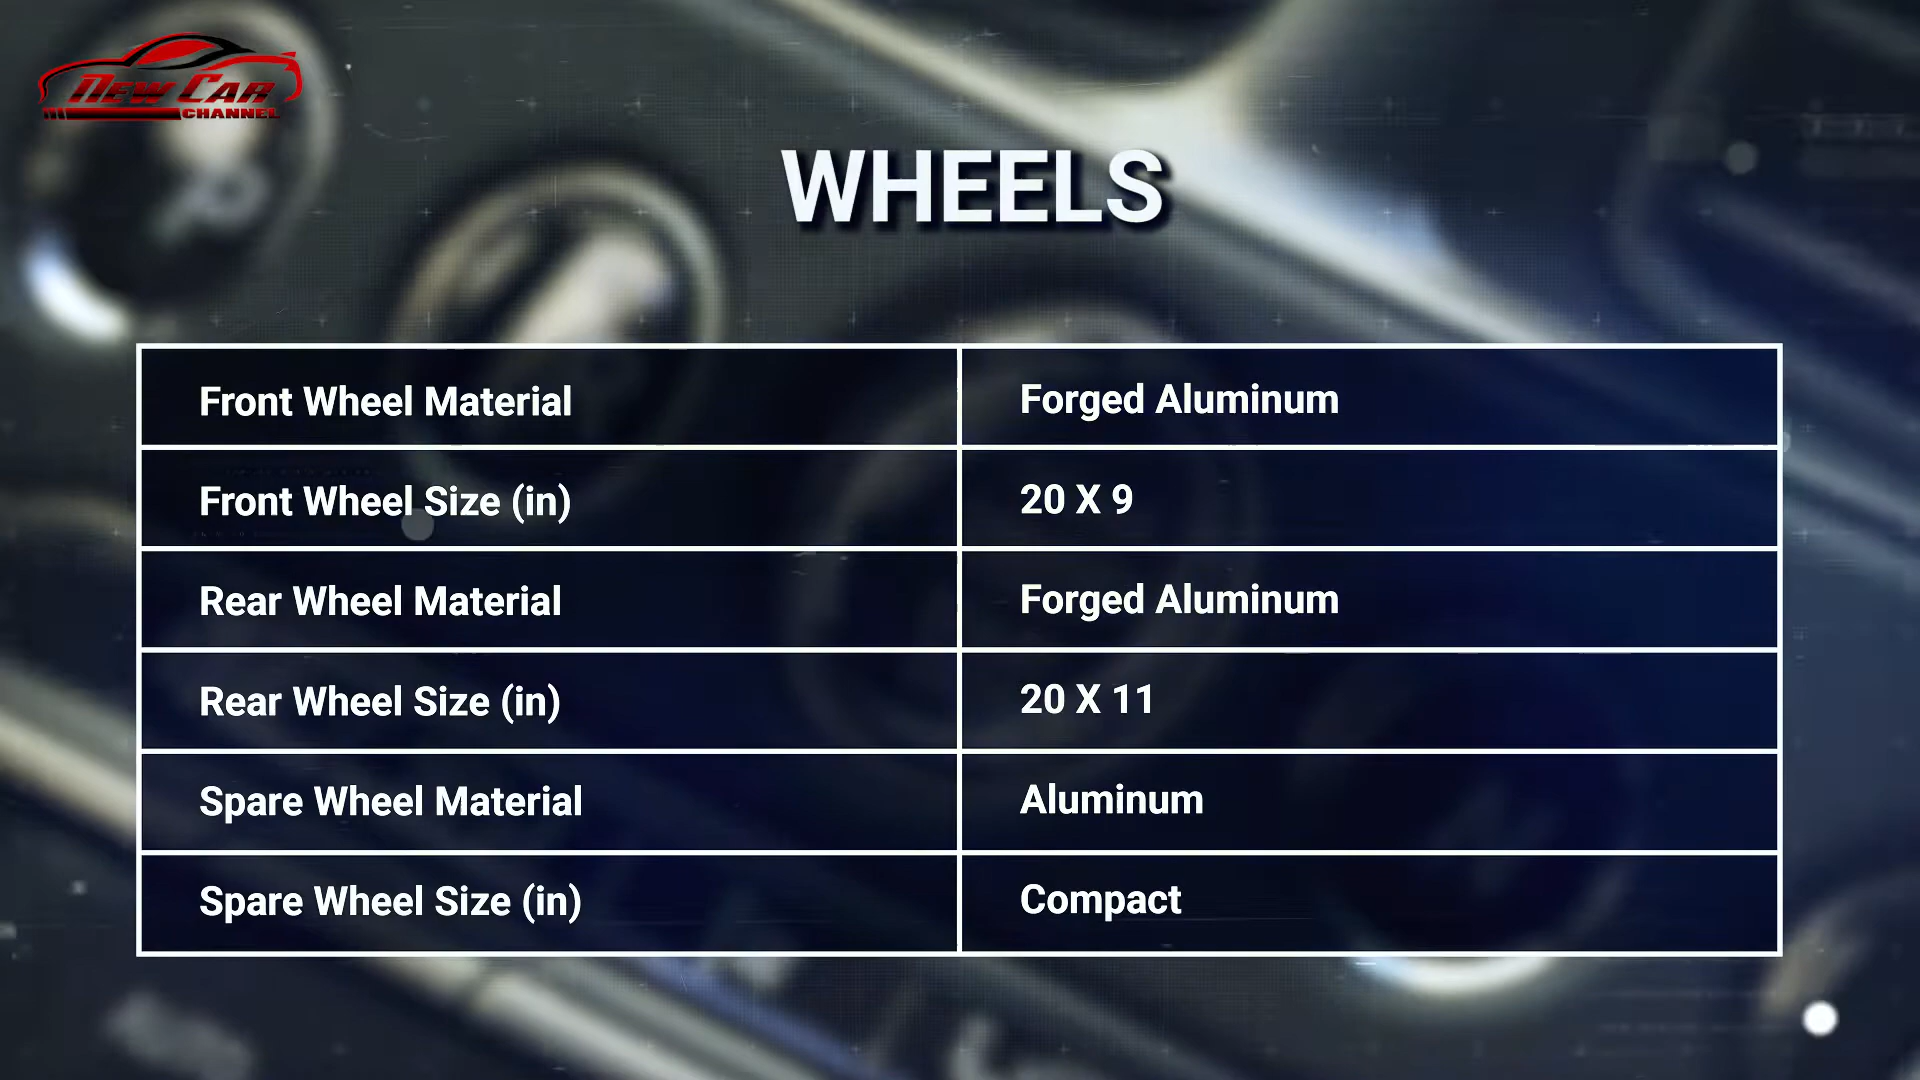 NEW CAR
CHANNEL
WHEELS
Front Wheel Material Forged Aluminum
Front Wheel Size (in) 20 X 9
Rear Wheel Material Forged Aluminum
Rear Wheel Size (in) 20 X 11
Spare Wheel Material Aluminum
Spare Wheel Size (in) Compact